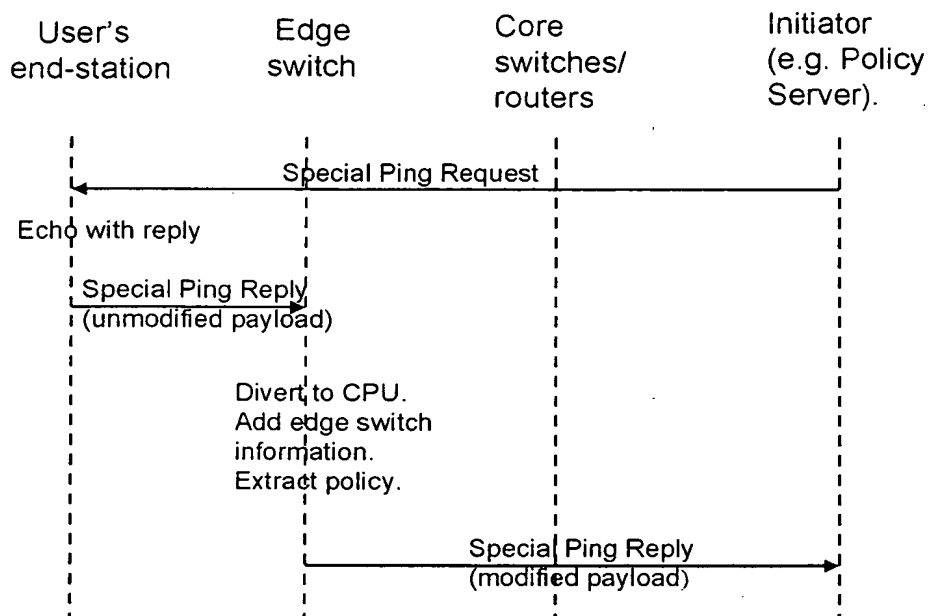 User's
end-station
Edge
switch
Core
switches/
routers
Initiator
(e.g. Policy
Server).
Special Ping Request
Echo with reply
Special Ping Reply
(unmodified payload)
Divert to CPU.
Add edge switch
information.
Extract policy.
Special Ping Reply
(modified payload)